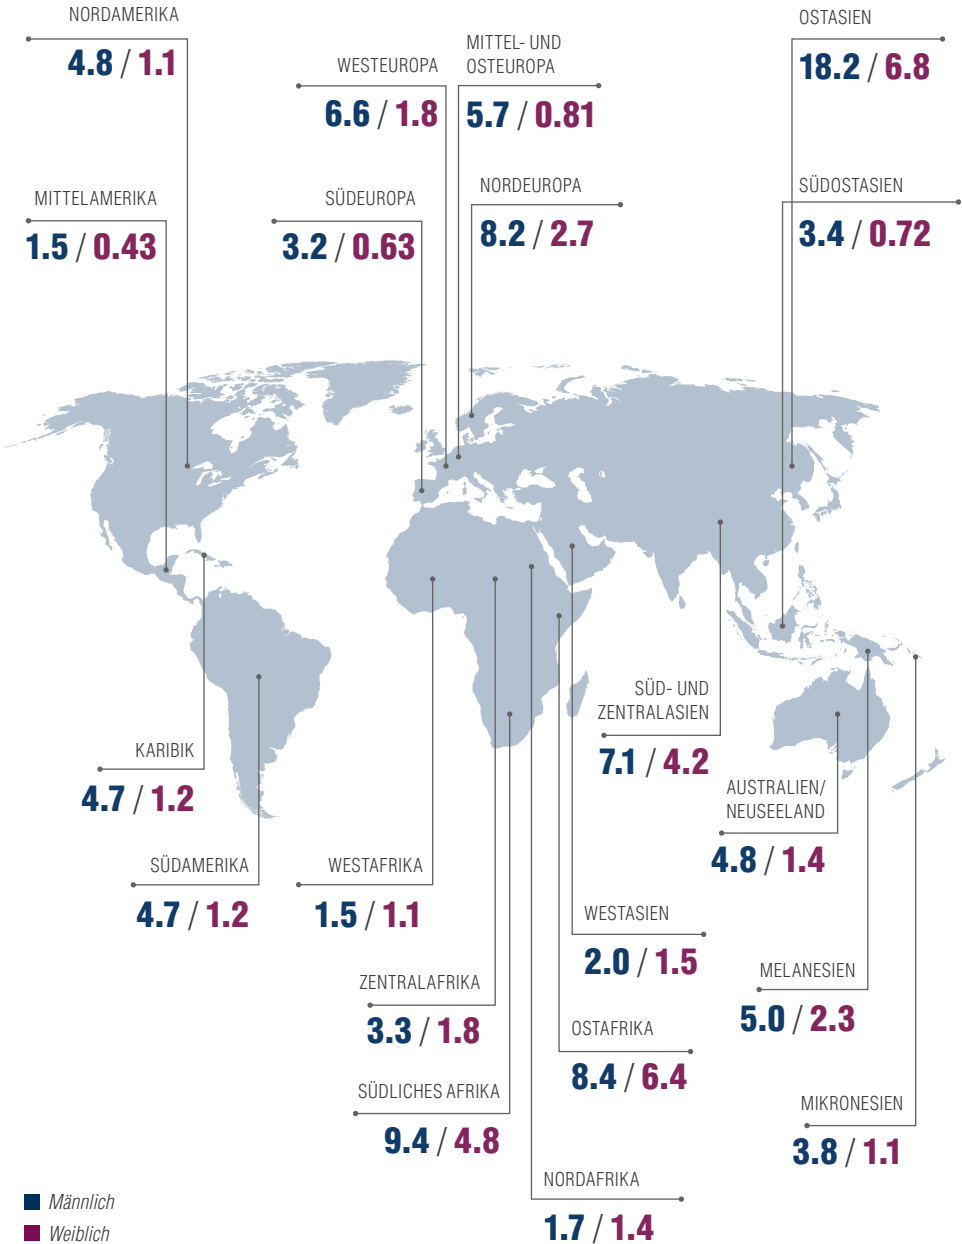 NORDAMERIKA
4.8 / 1.1
WESTEUROPA
6.6 / 1.8
MITTEL- UND
OSTEUROPA
5.7 / 0.81
OSTASIEN
18.2 / 6.8
MITTELAMERIKA
1.5 / 0.43
SÜDEUROPA
3.2 / 0.63
NORDEUROPA
8.2 / 2.7
SÜDOSTASIEN
3.4 / 0.72
SÜD- UND
ZENTRALASIEN
7.1 / 4.2
KARIBIK
4.7 / 1.2
AUSTRALIEN/
NEUSEELAND
4.8 / 1.4
SÜDAMERIKA
4.7 / 1.2
WESTAFRIKA
1.5 / 1.1
WESTASIEN
2.0 / 1.5
ZENTRALAFRIKA
3.3 / 1.8
MELANESIEN
5.0 / 2.3
OSTAFRIKA
8.4 / 6.4
SÜDLICHES AFRIKA
9.4 / 4.8
MIKRONESIEN
3.8 / 1.1
NORDAFRIKA
1.7 / 1.4
Männlich
Weiblich